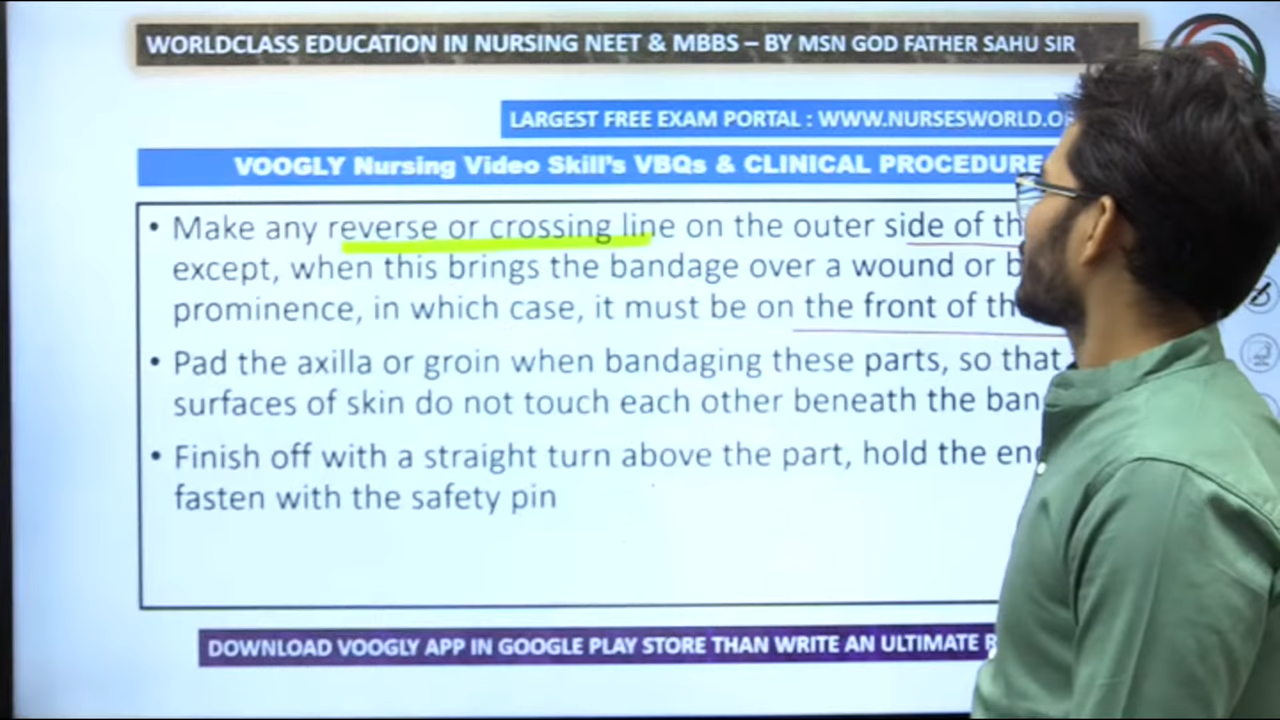 WORLDCLASS EDUCATION IN NURSING NEET & MBBS – BY MSN GOD FATHER SAHU SIR
LARGEST FREE EXAM PORTAL : WWW.NURSESWORLD.
VOOGLY Nursing Video Skill's VBQs & CLINICAL PROCEDURE
• Make any reverse or crossing line on the outer side of
except, when this brings the bandage over a wound or
prominence, in which case, it must be on the front of
• Pad the axilla or groin when bandaging these parts, so that
surfaces of skin do not touch each other beneath the
• Finish off with a straight turn above the part, hold the
fasten with the safety pin
DOWNLOAD VOOGLY APP IN GOOGLE PLAY STORE THAN WRITE AN ULTIMATE